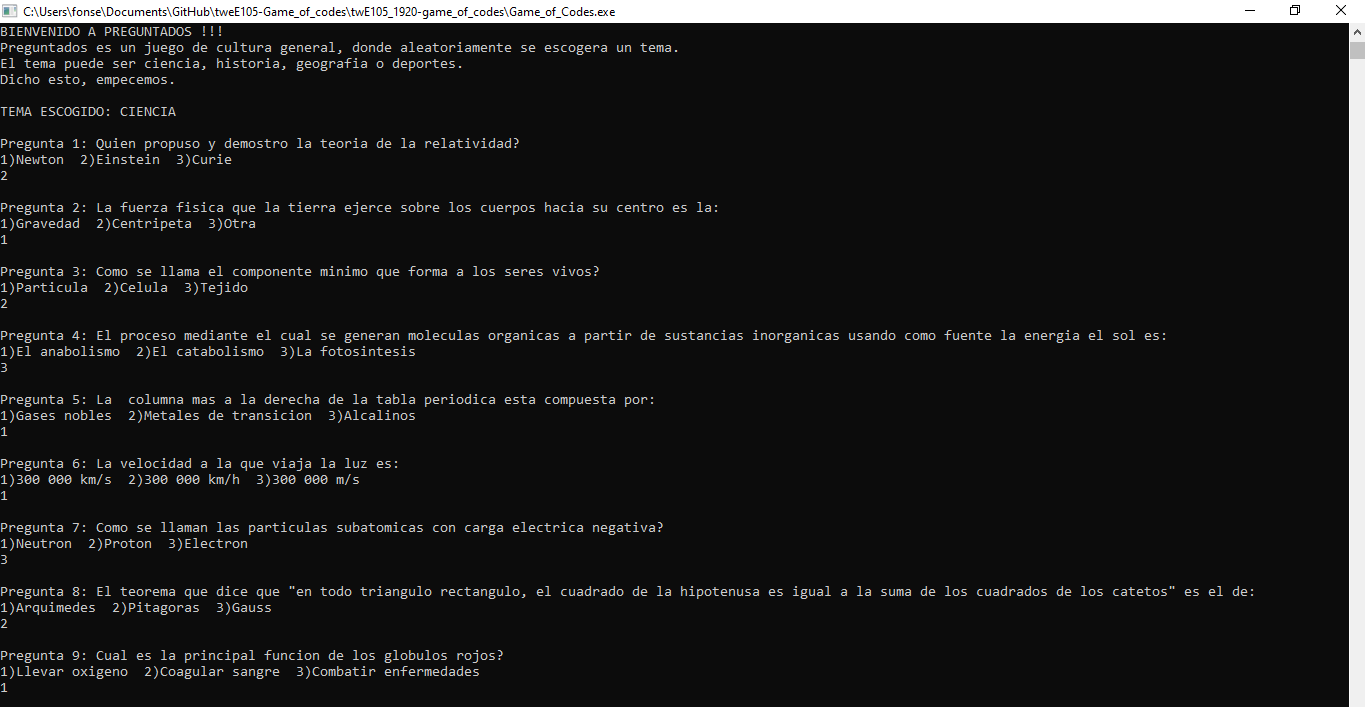 C:\Users\fonse\Documents\GitHub\tweE105-Game_of_codes\twE105_1920-game_of_codes\Game_of_Codes.exe
BIENVENIDO A PREGUNTADOS !!!
Preguntados es un juego de cultura general, donde aleatoriamente se escogera un tema.
El tema puede ser ciencia, historia, geografia o deportes.
Dicho esto, empecemos.
TEMA ESCOGIDO: CIENCIA
Pregunta 1: Quien propuso y demostro la teoria de la relatividad?
1)Newton  2)Einstein  3)Curie
2
Pregunta 2: La fuerza fisica que la tierra ejerce sobre los cuerpos hacia su centro es la:
1)Gravedad  2)Centripeta  3)Otra
1
Pregunta 3: Como se llama el componente minimo que forma a los seres vivos?
1)Particula  2)Celula  3)Tejido
2
Pregunta 4: El proceso mediante el cual se generan moleculas organicas a partir de sustancias inorganicas usando como fuente la energia el sol es:
1)El anabolismo  2)El catabolismo  3)La fotosintesis
3
Pregunta 5: La  columna mas a la derecha de la tabla periodica esta compuesta por:
1)Gases nobles  2)Metales de transicion  3)Alcalinos
1
Pregunta 6: La velocidad a la que viaja la luz es:
1)300 000 km/s  2)300 000 km/h  3)300 000 m/s
1
Pregunta 7: Como se llaman las particulas subatomicas con carga electrica negativa?
1)Neutron  2)Proton  3)Electron
3
Pregunta 8: El teorema que dice que "en todo triangulo rectangulo, el cuadrado de la hipotenusa es igual a la suma de los cuadrados de los catetos" es el de:
1)Arquimedes  2)Pitagoras  3)Gauss
2
Pregunta 9: Cual es la principal funcion de los globulos rojos?
1)Llevar oxigeno  2)Coagular sangre  3)Combatir enfermedades
1